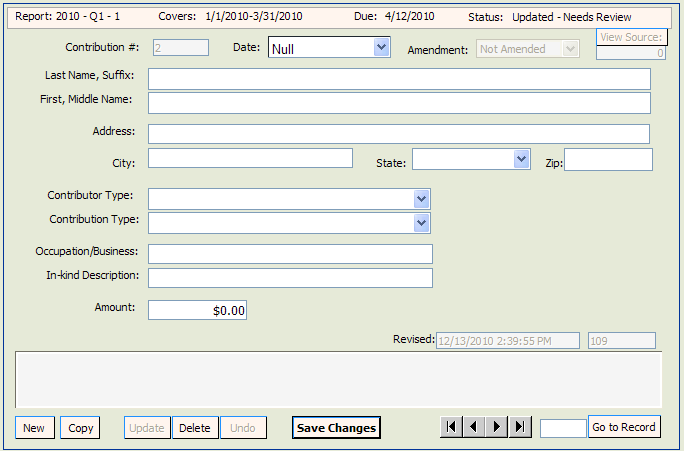 Report: 2010 - Q1 - 1 Covers: 1/1/2010-3/31/2010 Due: 4/12/2010 Status: Updated - Needs Review
View Source:
Contribution #: 2 Date: Null Amendment: Not Amended 0
Last Name, Suffix:
First, Middle Name:
Address:
City: State: Zip:
Contributor Type:
Contribution Type:
Occupation/Business:
In-kind Description:
Amount: $0.00
Revised: 12/13/2010 2:39:55 PM 109
New Copy Update Delete Undo Save Changes Go to Record